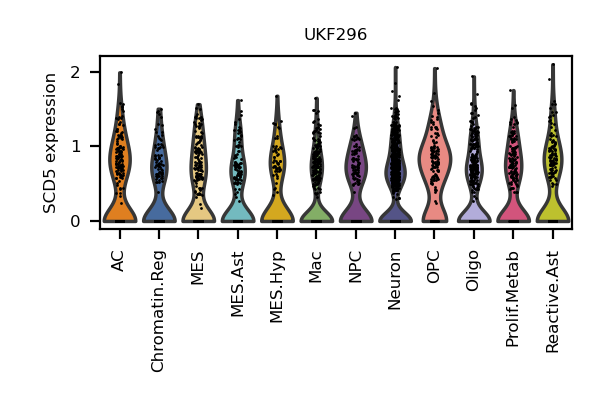 UKF296
SCD5 expression
2
1
0
AC
Chromatin.Reg
MES
MES.Ast
MES.Hyp
Mac
NPC
Neuron
OPC
Oligo
Prolif.Metab
Reactive.Ast